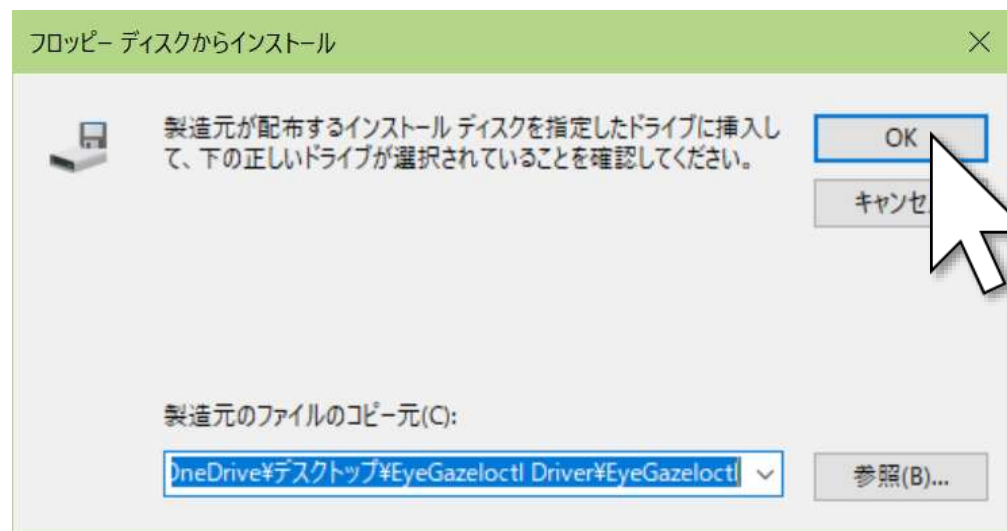 フロッピー ディスクからインストール
製造元が配布するインストール ディスクを指定したドライブに挿入し
て、下の正しいドライブが選択されていることを確認してください。
OK
キャンセ
製造元のファイルのコピー元(C):
OneDrive¥デスクトップ¥EyeGazeIoctl Driver¥EyeGazeIoctl
参照(B)...